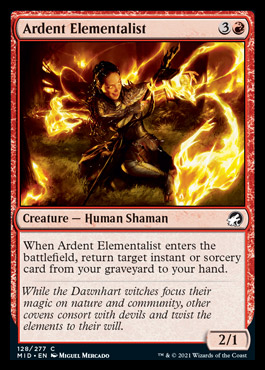 Ardent Elementalist 3
Creature — Human Shaman
When Ardent Elementalist enters the
battlefield, return target instant or sorcery
card from your graveyard to your hand.
While the Dawnhart witches focus their
magic on nature and community, other
covens consort with devils and twist the
elements to their will.
2/1
128/277 C
MID • EN Miguel Mercado
™ & © 2021 Wizards of the Coast